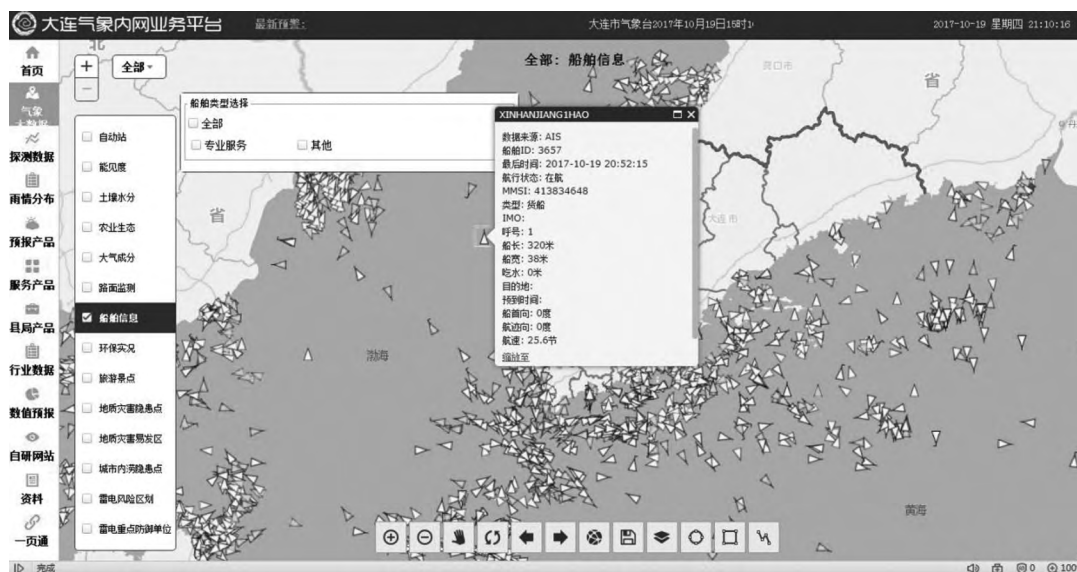 大连气象内网业务平台
最新预警:
大连市气象台2017年10月19日15时1
2017-10-19 星期四 21:10:16
首页
气象
大数据
探测数据
雨情分布
预报产品
服务产品
县局产品
行业数据
数值预报
自研网站
资料
一页通
+
−
全部
自动站
能见度
土壤水分
农业生态
大气成分
路面监测
船舶信息
环保实况
旅游景点
地质灾害隐患点
地质灾害易发区
城市内涝隐患点
雷电风险区划
雷电重点防御单位
船舶类型选择
全部
专业服务 其他
全部：船舶信息
XINHANJIANG1HAO
数据来源: AIS
船舶ID: 3657
最后时间: 2017-10-19 20:52:15
航行状态: 在航
MMSI: 413834648
类型: 货船
IMO:
呼号: 1
船长: 320米
船宽: 38米
吃水: 0米
目的地:
预到时间:
船首向: 0度
航迹向: 0度
航速: 25.6节
缩放至
北
省
省
营口市
大连市
渤海
黄海
完成
0
100